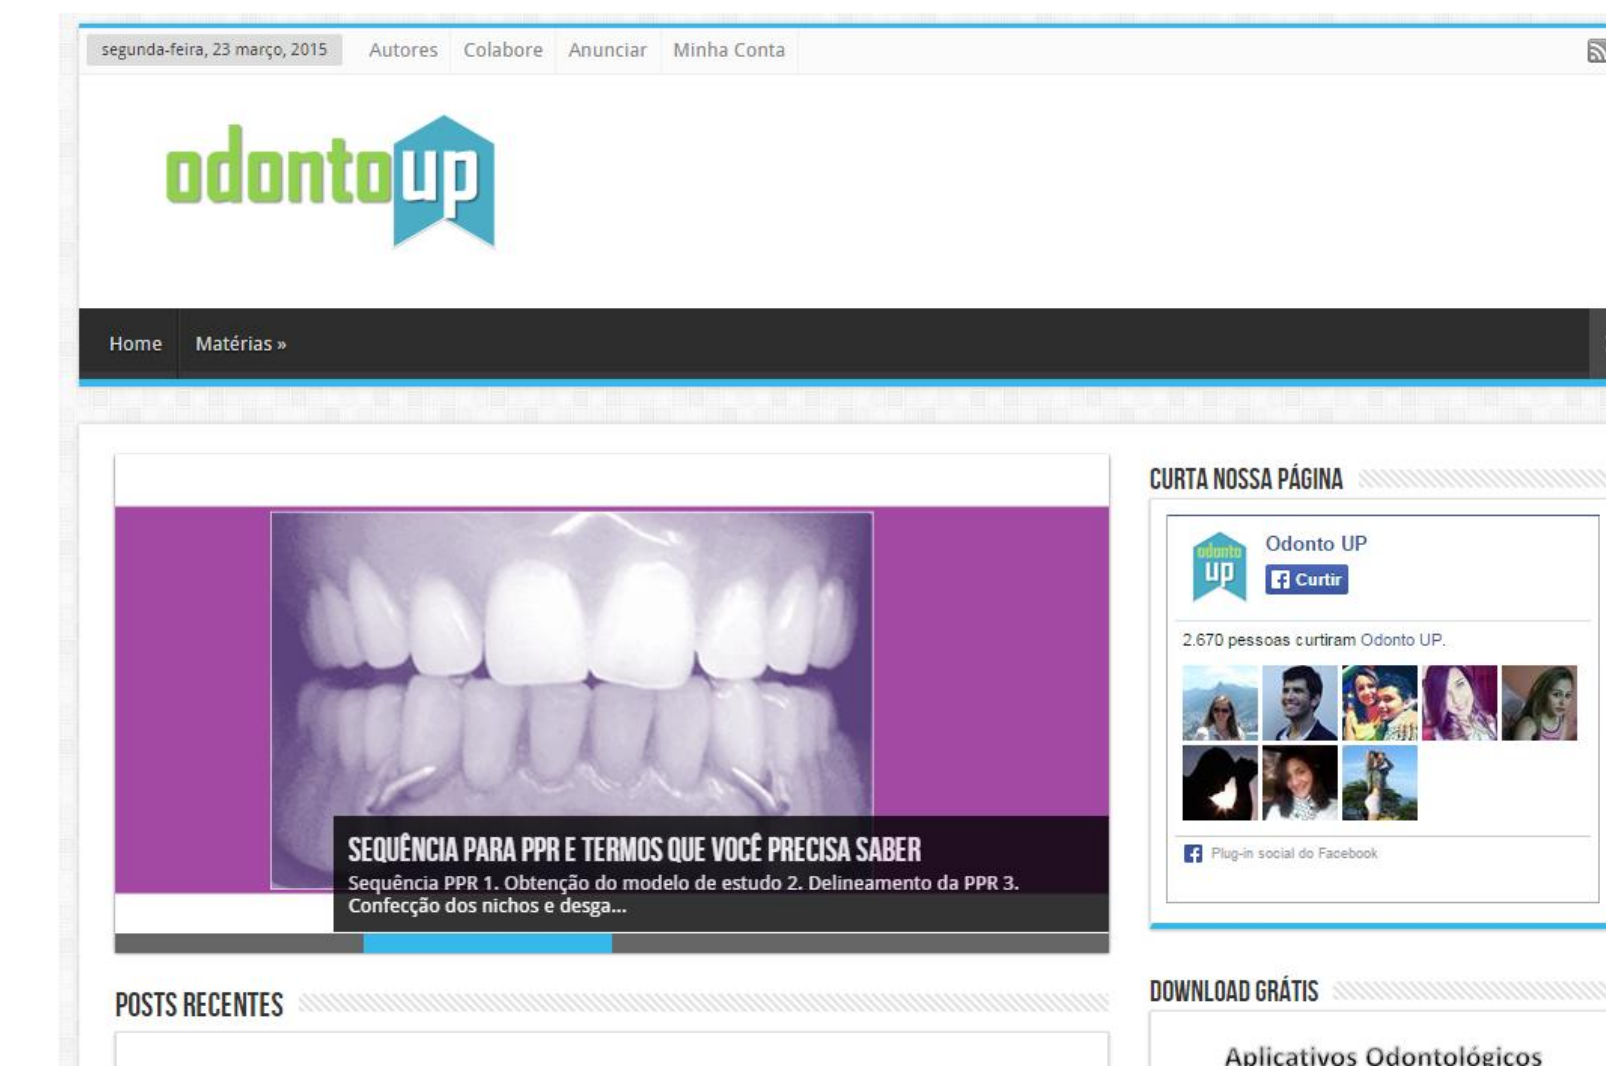 segunda-feira, 23 março, 2015 Autores Colabore Anunciar Minha Conta
odontoup
Home Matérias »
CURTA NOSSA PÁGINA
odonto
up
Odonto UP
Curtir
2.670 pessoas curtiram Odonto UP.
Plug-in social do Facebook
SEQUÊNCIA PARA PPR E TERMOS QUE VOCÊ PRECISA SABER
Sequência PPR 1. Obtenção do modelo de estudo 2. Delineamento da PPR 3.
Confecção dos nichos e desga...
POSTS RECENTES
DOWNLOAD GRÁTIS
Aplicativos Odontológicos